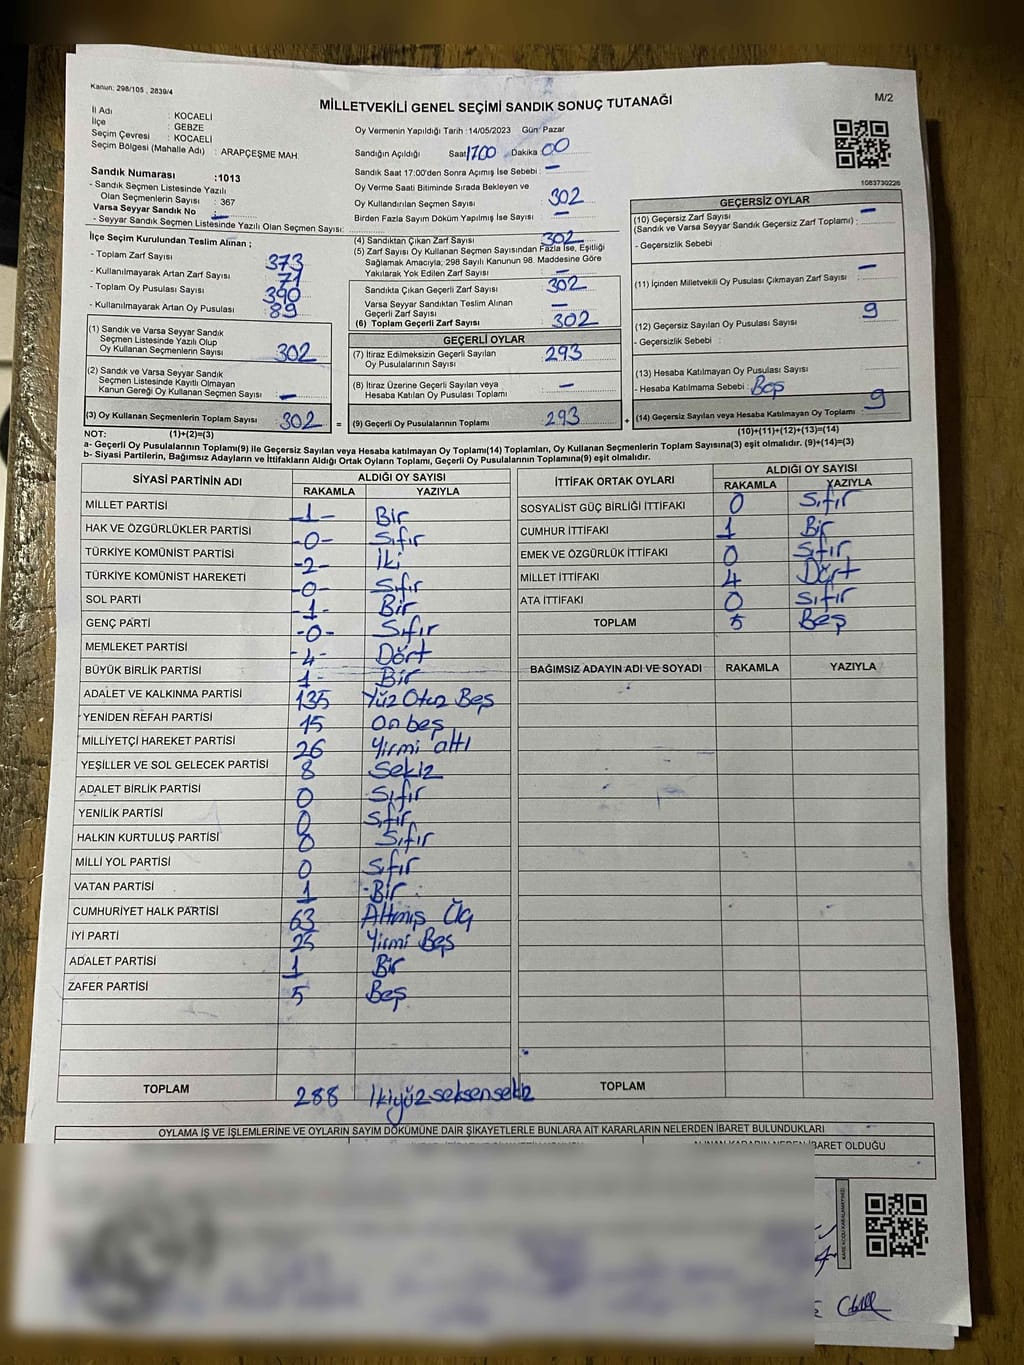 Kanun: 298/105 , 2839/4
MİLLETVEKİLİ GENEL SEÇİMİ SANDIK SONUÇ TUTANAĞI
M/2
İl Adı : KOCAELİ
İlçe : GEBZE
Seçim Çevresi : KOCAELİ
Seçim Bölgesi (Mahalle Adı) : ARAPÇEŞME MAH
Sandık Numarası :1013
- Sandık Seçmen Listesinde Yazılı
Olan Seçmenlerin Sayısı : 367
Varsa Seyyar Sandık No : —
- Seyyar Sandık Seçmen Listesinde Yazılı Olan Seçmen Sayısı:
Oy Vermenin Yapıldığı Tarih :14/05/2023 Gün: Pazar
Sandığın Açıldığı Saat 1700 Dakika 00
Sandık Saat 17:00'den Sonra Açımış İse Sebebi : —
Oy Verme Saati Bitiminde Sırada Bekleyen ve
Oy Kullandırılan Seçmen Sayısı 302
Birden Fazla Sayım Döküm Yapılmış İse Sayısı —
1083730226
İlçe Seçim Kurulundan Teslim Alınan ;
- Toplam Zarf Sayısı 373
- Kullanılmayarak Artan Zarf Sayısı 71
- Toplam Oy Pusulası Sayısı 390
- Kullanılmayarak Artan Oy Pusulası 89
(1) Sandık ve Varsa Seyyar Sandık
Seçmen Listesinde Yazılı Olup
Oy Kullanan Seçmenlerin Sayısı 302
(2) Sandık ve Varsa Seyyar Sandık
Seçmen Listesinde Kayıtlı Olmayan
Kanun Gereği Oy Kullanan Seçmen Sayısı —
(3) Oy Kullanan Seçmenlerin Toplam Sayısı 302 =
(1)+(2)=(3)
(4) Sandıktan Çıkan Zarf Sayısı 302
(5) Zarf Sayısı Oy Kullanan Seçmen Sayısından Fazla İse, Eşitliği
Sağlamak Amacıyla, 298 Sayılı Kanunun 98. Maddesine Göre
Yakılarak Yok Edilen Zarf Sayısı —
Sandıkta Çıkan Geçerli Zarf Sayısı 302
Varsa Seyyar Sandıktan Teslim Alınan
Geçerli Zarf Sayısı —
(6) Toplam Geçerli Zarf Sayısı 302
GEÇERLİ OYLAR
(7) İtiraz Edilmeksizin Geçerli Sayılan
Oy Pusulalarının Sayısı 293
(8) İtiraz Üzerine Geçerli Sayılan veya
Hesaba Katılan Oy Pusulası Toplamı —
(9) Geçerli Oy Pusulalarının Toplamı 293 +
GEÇERSİZ OYLAR
(10) Geçersiz Zarf Sayısı —
(Sandık ve Varsa Seyyar Sandık Geçersiz Zarf Toplamı) :
- Geçersizlik Sebebi :
(11) İçinden Milletvekili Oy Pusulası Çıkmayan Zarf Sayısı —
(12) Geçersiz Sayılan Oy Pusulası Sayısı 9
- Geçersizlik Sebebi :
(13) Hesaba Katılmayan Oy Pusulası Sayısı
- Hesaba Katılmama Sebebi : Beş
(14) Geçersiz Sayılan veya Hesaba Katılmayan Oy Toplamı : 9
(10)+(11)+(12)+(13)=(14)
NOT:
a- Geçerli Oy Pusulalarının Toplamı(9) ile Geçersiz Sayılan veya Hesaba katılmayan Oy Toplamı(14) Toplamları, Oy Kullanan Seçmenlerin Toplam Sayısına(3) eşit olmalıdır. (9)+(14)=(3)
b- Siyasi Partilerin, Bağımsız Adayların ve İttifakların Aldığı Ortak Oyların Toplamı, Geçerli Oy Pusulalarının Toplamına(9) eşit olmalıdır.
SİYASİ PARTİNİN ADI ALDIĞI OY SAYISI
RAKAMLA YAZIYLA
MİLLET PARTİSİ -1- Bir
HAK VE ÖZGÜRLÜKLER PARTİSİ -0- Sıfır
TÜRKİYE KOMÜNİST PARTİSİ -2- İki
TÜRKİYE KOMÜNİST HAREKETİ -0- Sıfır
SOL PARTİ -1- Bir
GENÇ PARTİ -0- Sıfır
MEMLEKET PARTİSİ -4- Dört
BÜYÜK BİRLİK PARTİSİ 1- Bir
ADALET VE KALKINMA PARTİSİ 135 Yüz Otuz Beş
YENİDEN REFAH PARTİSİ 15 on beş
MİLLİYETÇİ HAREKET PARTİSİ 26 Yirmi altı
YEŞİLLER VE SOL GELECEK PARTİSİ 8 Sekiz
ADALET BİRLİK PARTİSİ 0 Sıfır
YENİLİK PARTİSİ 0 Sıfır
HALKIN KURTULUŞ PARTİSİ 0 Sıfır
MİLLİ YOL PARTİSİ 0 Sıfır
VATAN PARTİSİ 1 Bir
CUMHURİYET HALK PARTİSİ 63 Altmış Üç
İYİ PARTİ 25 Yirmi Beş
ADALET PARTİSİ 1 Bir
ZAFER PARTİSİ 5 Beş
TOPLAM 288 İkiyüz seksen sekiz
İTTİFAK ORTAK OYLARI ALDIĞI OY SAYISI
RAKAMLA YAZIYLA
SOSYALİST GÜÇ BİRLİĞİ İTTİFAKI 0 Sıfır
CUMHUR İTTİFAKI 1 Bir
EMEK VE ÖZGÜRLÜK İTTİFAKI 0 Sıfır
MİLLET İTTİFAKI 4 Dört
ATA İTTİFAKI 0 Sıfır
TOPLAM 5 Beş
BAĞIMSIZ ADAYIN ADI VE SOYADI RAKAMLA YAZIYLA
TOPLAM
OYLAMA İŞ VE İŞLEMLERİNE VE OYLARIN SAYIM DÖKÜMÜNE DAİR ŞİKAYETLERLE BUNLARA AİT KARARLARIN NELERDEN İBARET BULUNDUKLARI
ALINAN KARARIN NEDEN İBARET OLDUĞU
KAREKODU KARALAMAYINIZ!